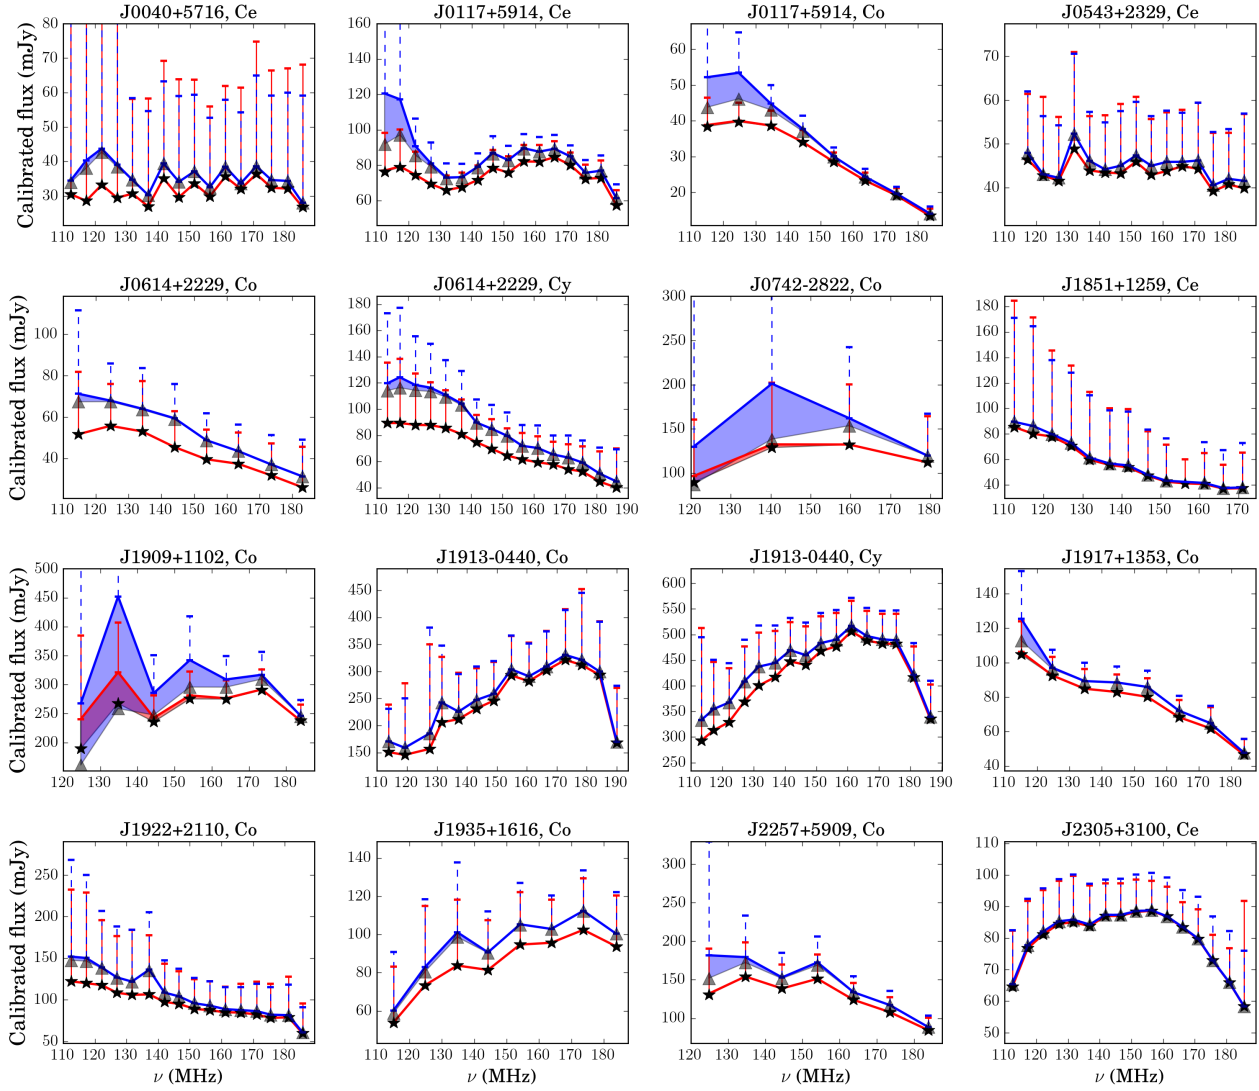 J0040+5716, Ce
J0117+5914, Ce
J0117+5914, Co
J0543+2329, Ce
Calibrated flux (mJy)
80
70
60
50
40
30
110 120 130 140 150 160 170 180
160
140
120
100
80
60
110 120 130 140 150 160 170 180
60
50
40
30
20
110 120 130 140 150 160 170 180
70
60
50
40
110 120 130 140 150 160 170 180
J0614+2229, Co
J0614+2229, Cy
J0742-2822, Co
J1851+1259, Ce
Calibrated flux (mJy)
100
80
60
40
110 120 130 140 150 160 170 180
180
160
140
120
100
80
60
40
110 120 130 140 150 160 170 180 190
300
250
200
150
100
120 130 140 150 160 170 180
180
160
140
120
100
80
60
40
110 120 130 140 150 160 170
J1909+1102, Co
J1913-0440, Co
J1913-0440, Cy
J1917+1353, Co
Calibrated flux (mJy)
500
450
400
350
300
250
200
120 130 140 150 160 170 180
450
400
350
300
250
200
150
110 120 130 140 150 160 170 180 190
600
550
500
450
400
350
300
250
110 120 130 140 150 160 170 180
140
120
100
80
60
40
110 120 130 140 150 160 170 180
J1922+2110, Co
J1935+1616, Co
J2257+5909, Co
J2305+3100, Ce
Calibrated flux (mJy)
250
200
150
100
50
110 120 130 140 150 160 170 180
140
120
100
80
60
110 120 130 140 150 160 170 180
300
250
200
150
100
120 130 140 150 160 170 180
110
100
90
80
70
60
50
110 120 130 140 150 160 170 180
ν (MHz)
ν (MHz)
ν (MHz)
ν (MHz)